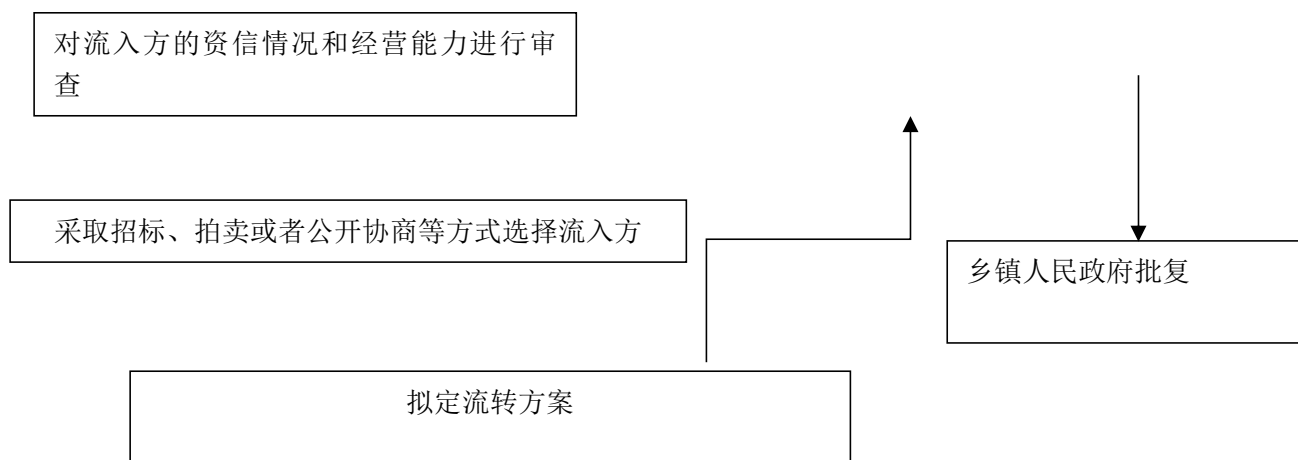 对流入方的资信情况和经营能力进行审
查
采取招标、拍卖或者公开协商等方式选择流入方
乡镇人民政府批复
拟定流转方案